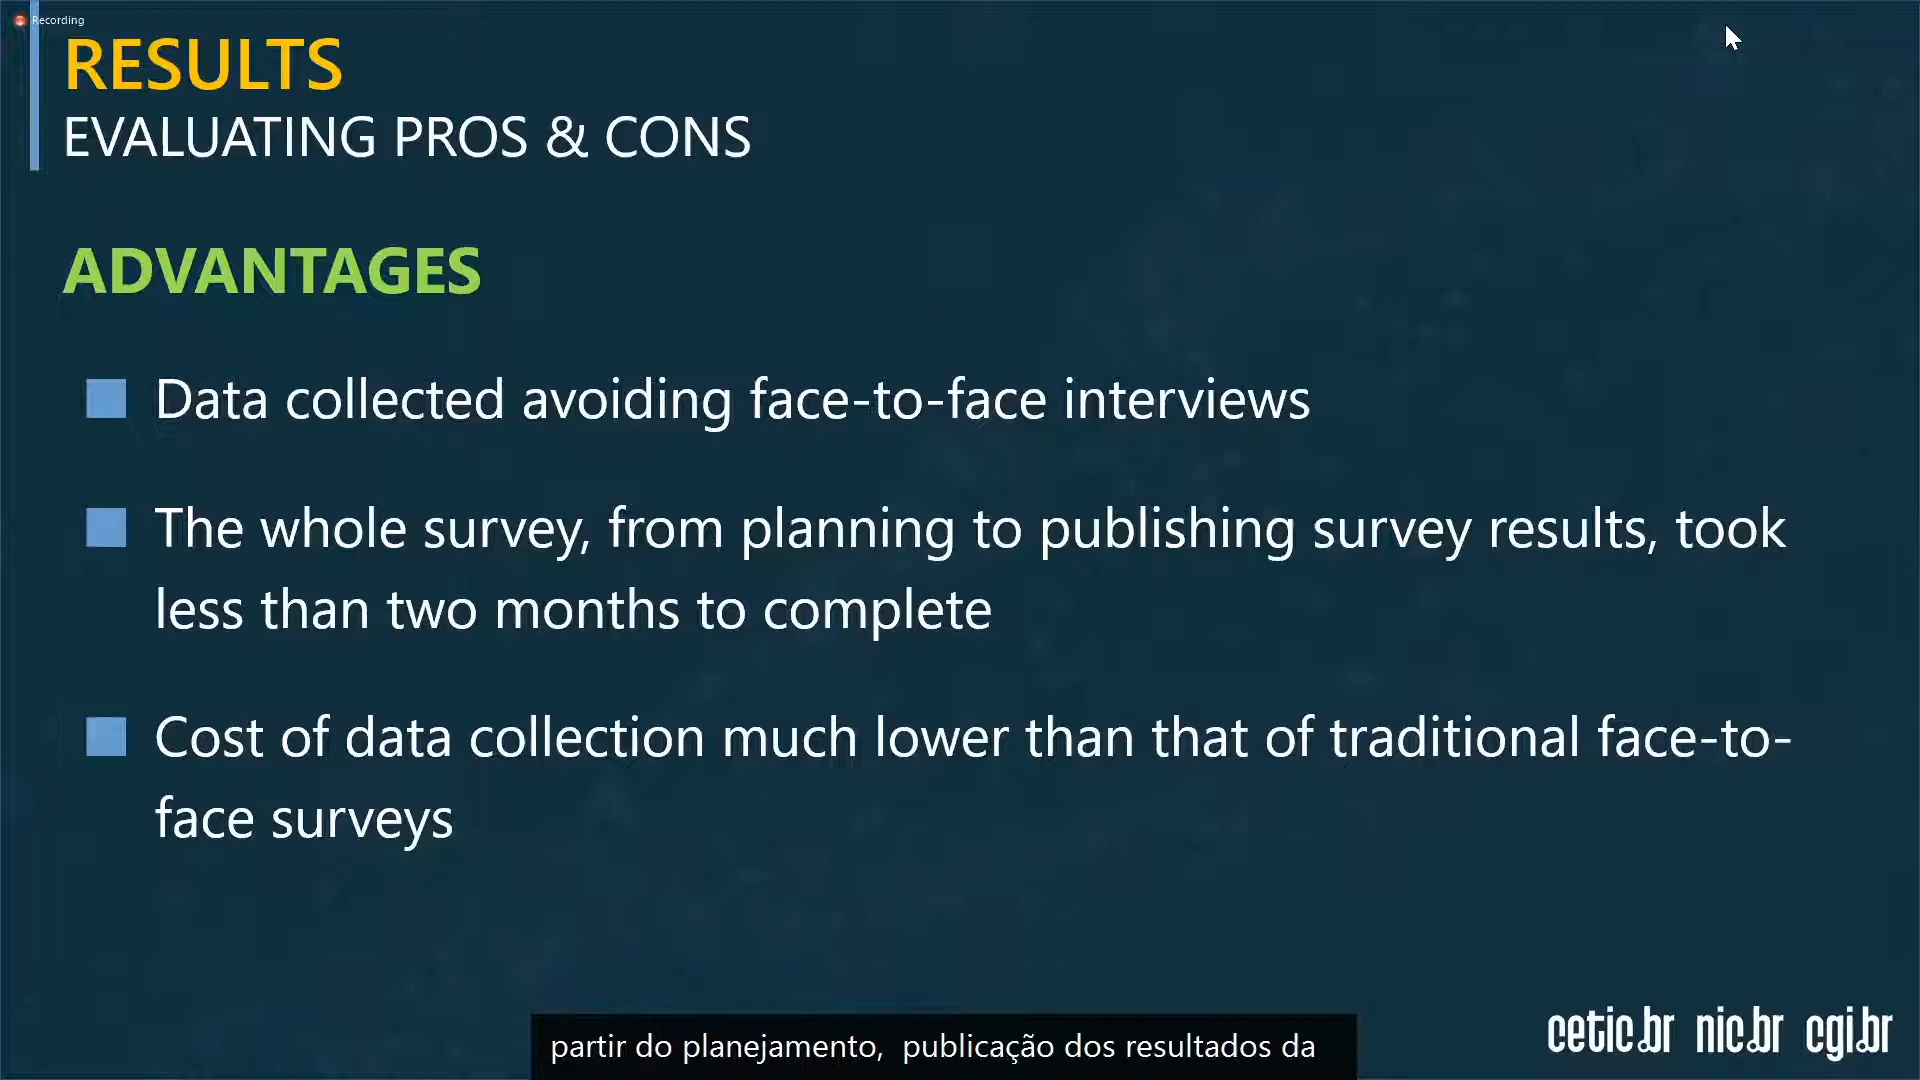 Recording
RESULTS
EVALUATING PROS & CONS
ADVANTAGES
Data collected avoiding face-to-face interviews
The whole survey, from planning to publishing survey results, took
less than two months to complete
Cost of data collection much lower than that of traditional face-to-
face surveys
partir do planejamento, publicação dos resultados da
cetic.br nic.br cgi.br